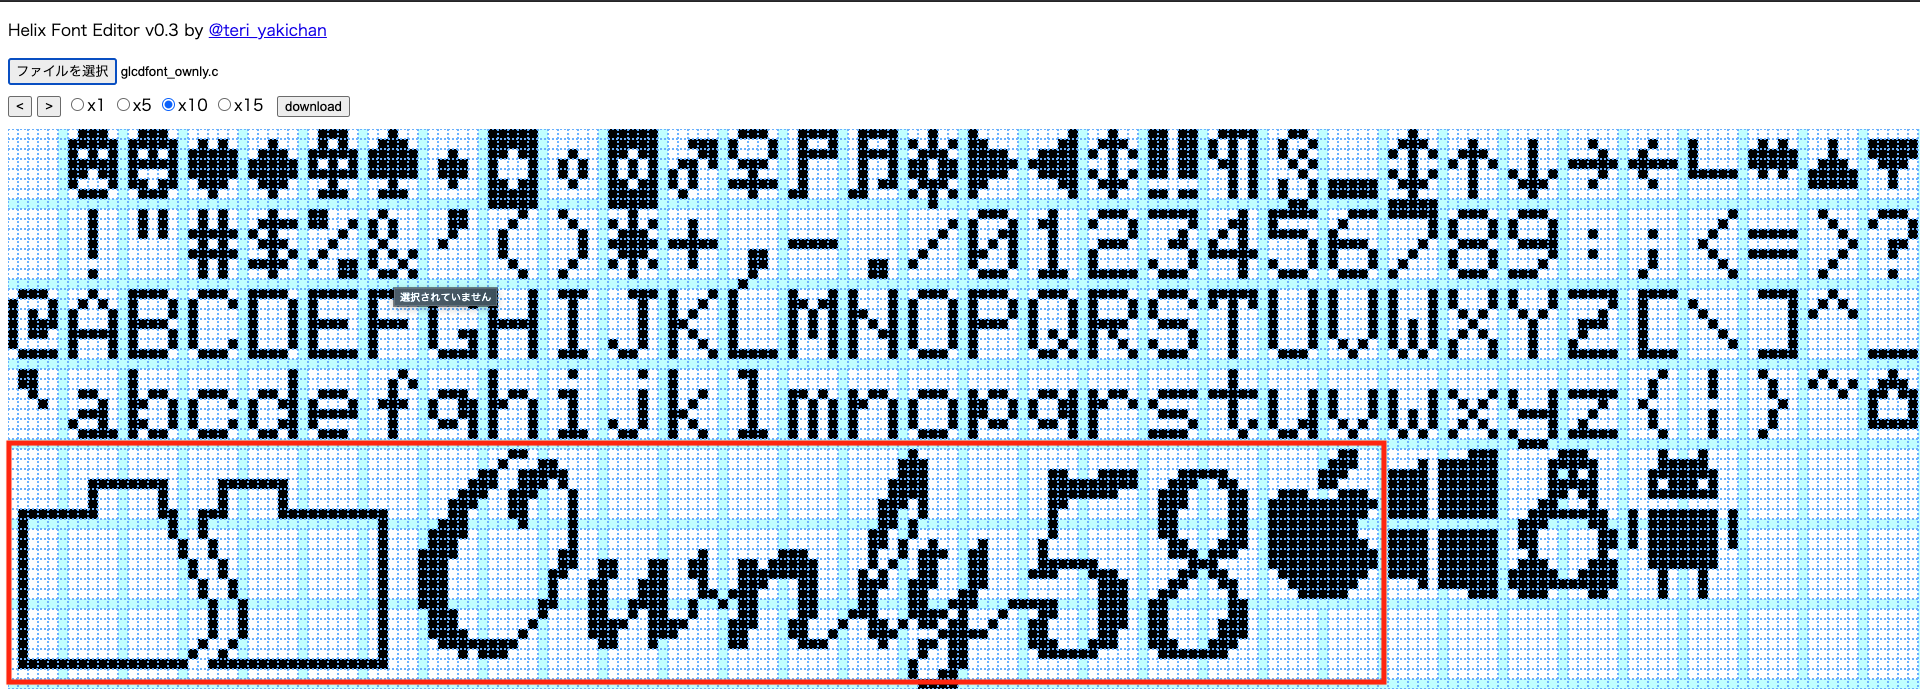 Helix Font Editor v0.3 by @teri_yakichan
ファイルを選択 glcdfont_ownly.c
< > x1 x5 x10 x15 download
!"#$%&'()*+,-./0123456789:;<=>?
選択されていません
@ABCDEFGHIJKLMNOPQRSTUVWXYZ[\]^_
`abcdefghijklmnopqrstuvwxyz{|}~
Ownly58